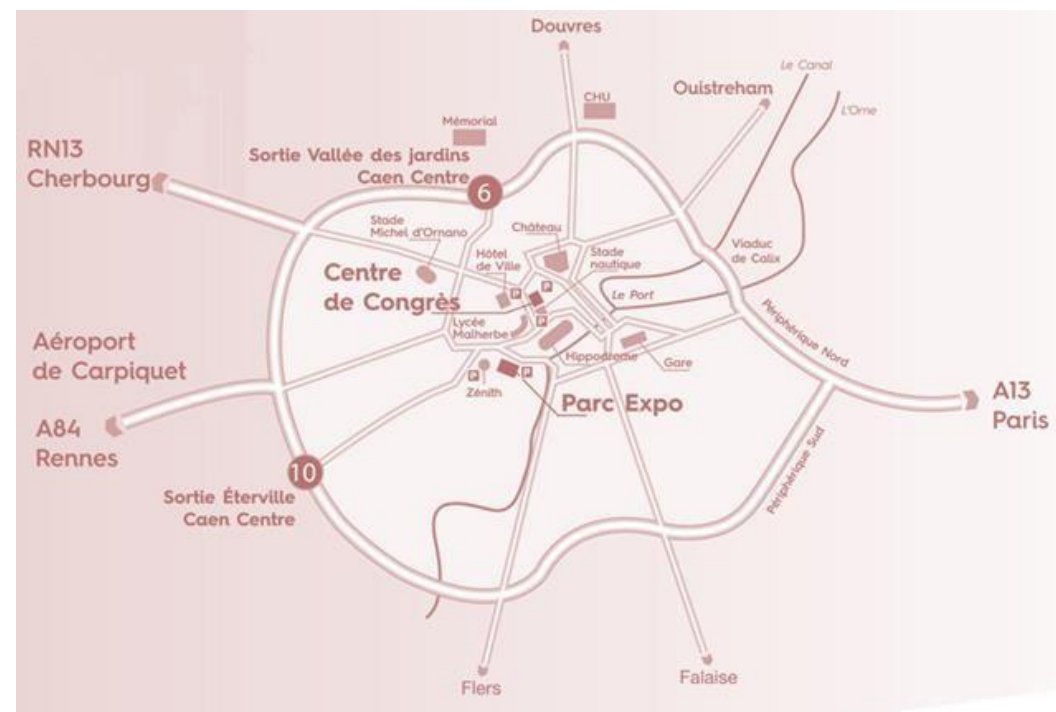 Douvres
Le Canal
Ouistreham
CHU
L'Orne
Mémorial
RN13
Cherbourg
Sortie Vallée des jardins
Caen Centre
6
Stade
Michel d'Ornano
Château
Stade
nautique
Viaduc
de Calix
Hôtel
de Ville
Centre
de Congrès
P
P
Le Port
Périphérique Nord
Lycée
Malherbe
P
Aéroport
de Carpiquet
Hippodrome
Gare
P
P
Zénith
Parc Expo
A13
Paris
A84
Rennes
10
Périphérique Sud
Sortie Éterville
Caen Centre
Flers
Falaise